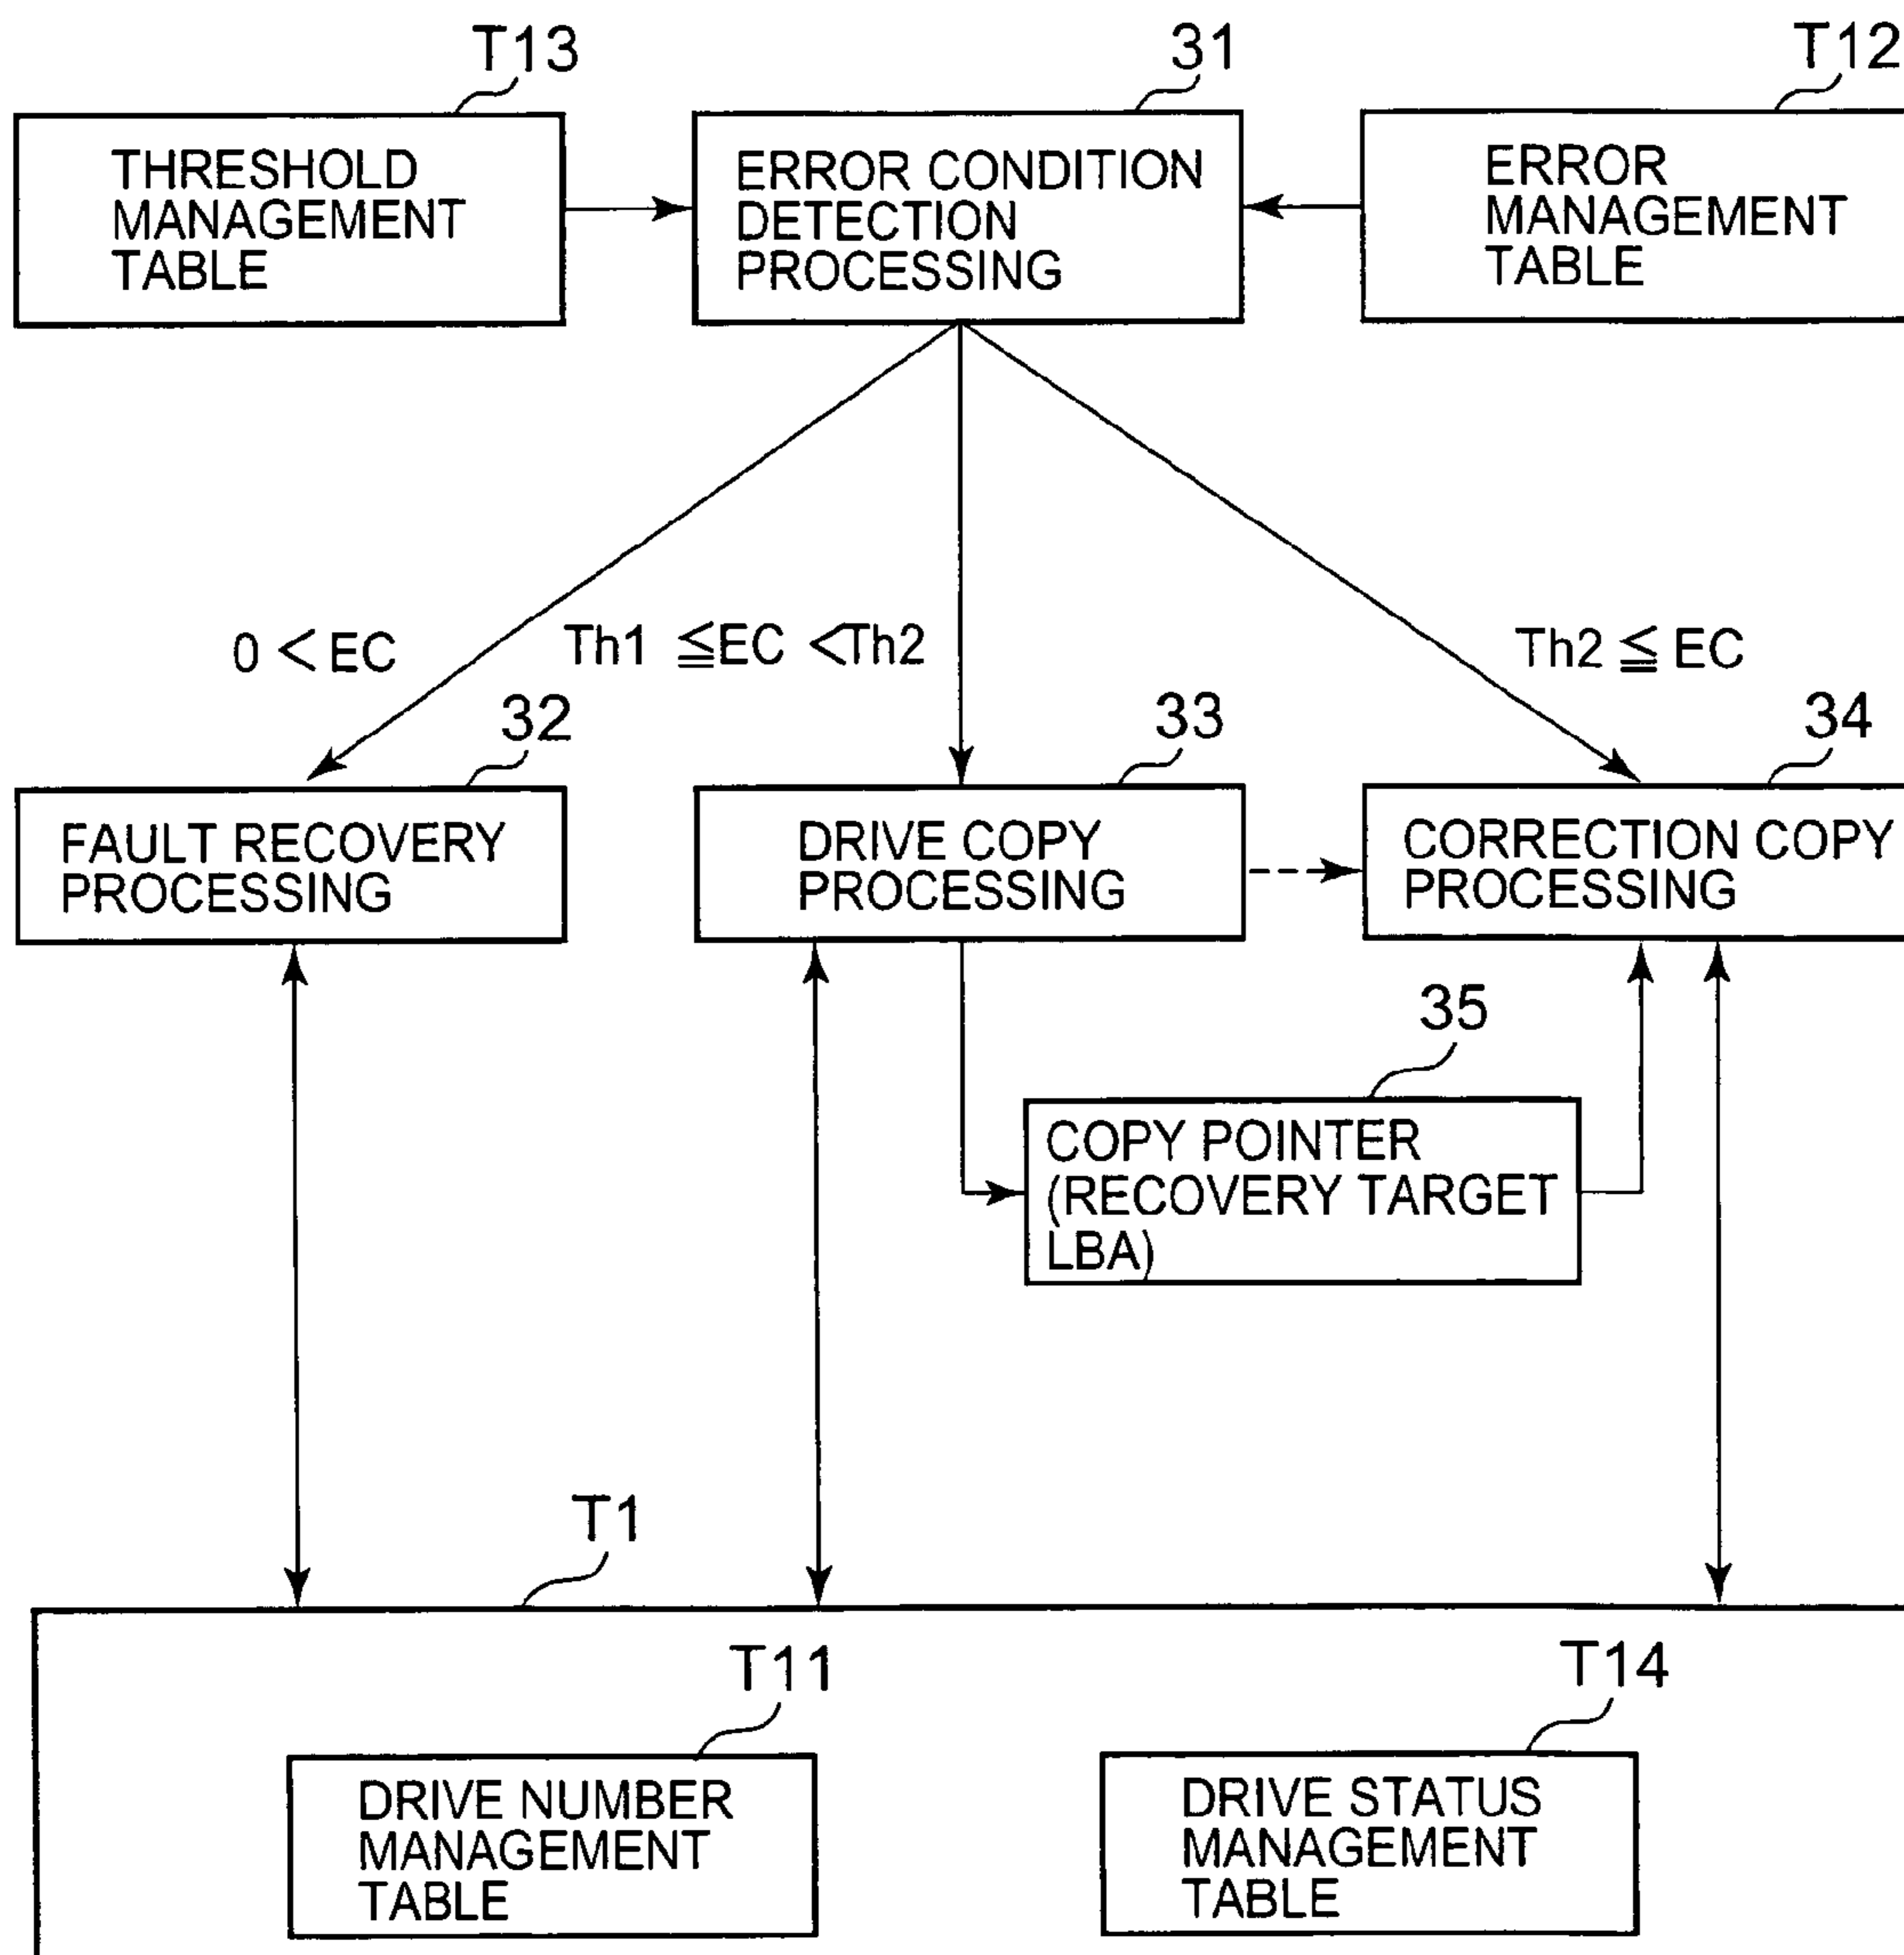 T13
31
T12
THRESHOLD
MANAGEMENT
TABLE
ERROR CONDITION
DETECTION
PROCESSING
ERROR
MANAGEMENT
TABLE
0 < EC
Th1 ≦ EC < Th2
Th2 ≦ EC
32
33
34
FAULT RECOVERY
PROCESSING
DRIVE COPY
PROCESSING
CORRECTION COPY
PROCESSING
35
COPY POINTER
(RECOVERY TARGET
LBA)
T1
T11
T14
DRIVE NUMBER
MANAGEMENT
TABLE
DRIVE STATUS
MANAGEMENT
TABLE